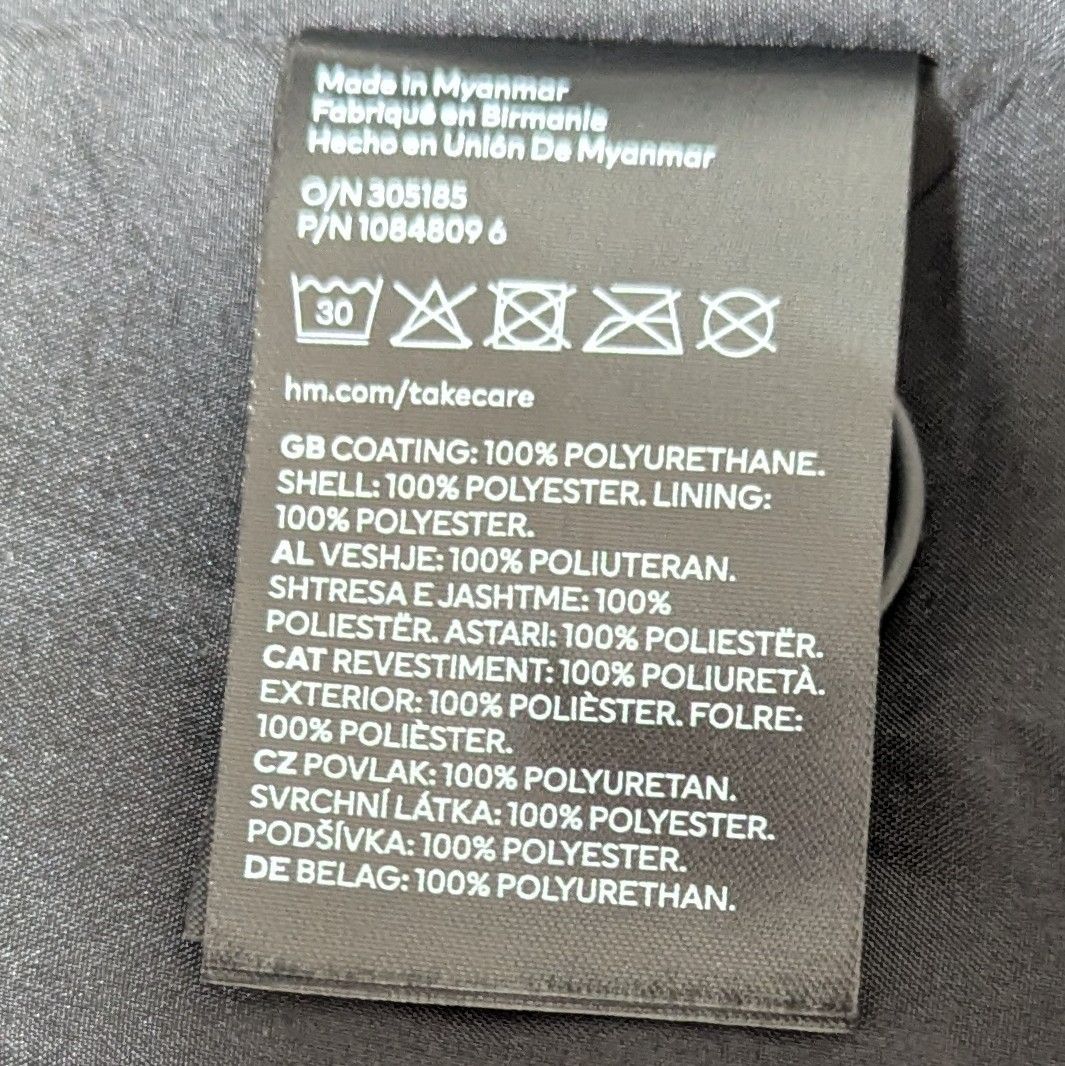 Made in Myanmar
Fabriqué en Birmanie
Hecho en Unión De Myanmar
O/N 305185
P/N 1084809 6
30
hm.com/takecare
GB COATING: 100% POLYURETHANE.
SHELL: 100% POLYESTER. LINING:
100% POLYESTER.
AL VESHJE: 100% POLIUTERAN.
SHTRESA E JASHTME: 100%
POLIESTËR. ASTARI: 100% POLIESTËR.
CAT REVESTIMENT: 100% POLIURETÀ.
EXTERIOR: 100% POLIÈSTER. FOLRE:
100% POLIÈSTER.
CZ POVLAK: 100% POLYURETAN.
SVRCHNÍ LÁTKA: 100% POLYESTER.
PODŠÍVKA: 100% POLYESTER.
DE BELAG: 100% POLYURETHAN.